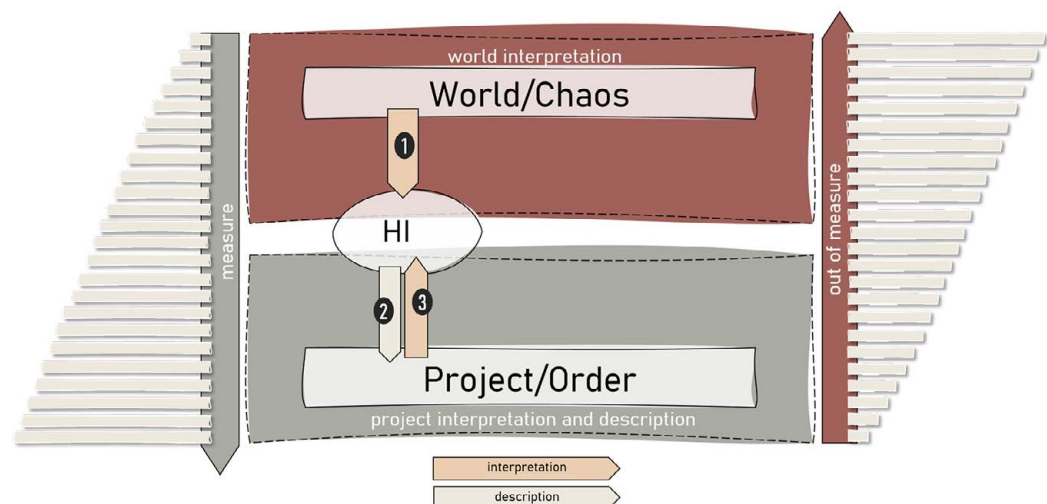 world interpretation
World/Chaos
1
HI
measure
out of measure
2
3
Project/Order
project interpretation and description
interpretation
description